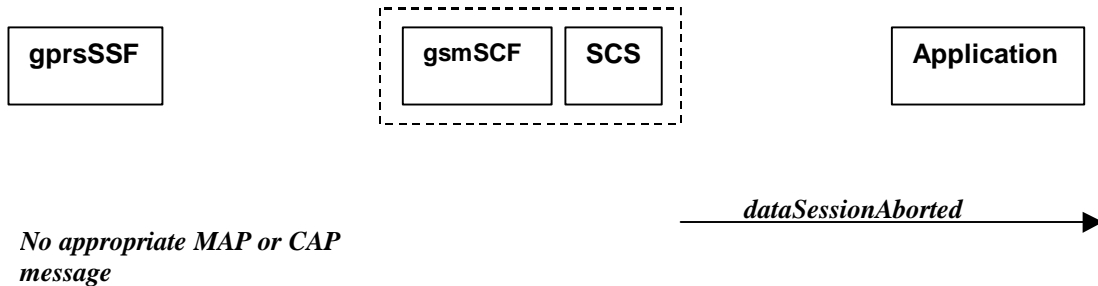 gprsSSF
gsmSCF
SCS
Application
dataSessionAborted
No appropriate MAP or CAP
message